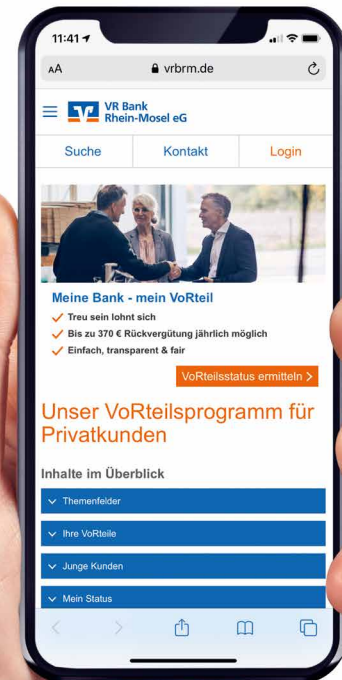 11:41
AA vrbrm.de
VR Bank
Rhein-Mosel eG
Suche Kontakt Login
Meine Bank - mein VoRteil
Treu sein lohnt sich
Bis zu 370 € Rückvergütung jährlich möglich
Einfach, transparent & fair
VoRteilsstatus ermitteln >
Unser VoRteilsprogramm für
Privatkunden
Inhalte im Überblick
Themenfelder
Ihre VoRteile
Junge Kunden
Mein Status